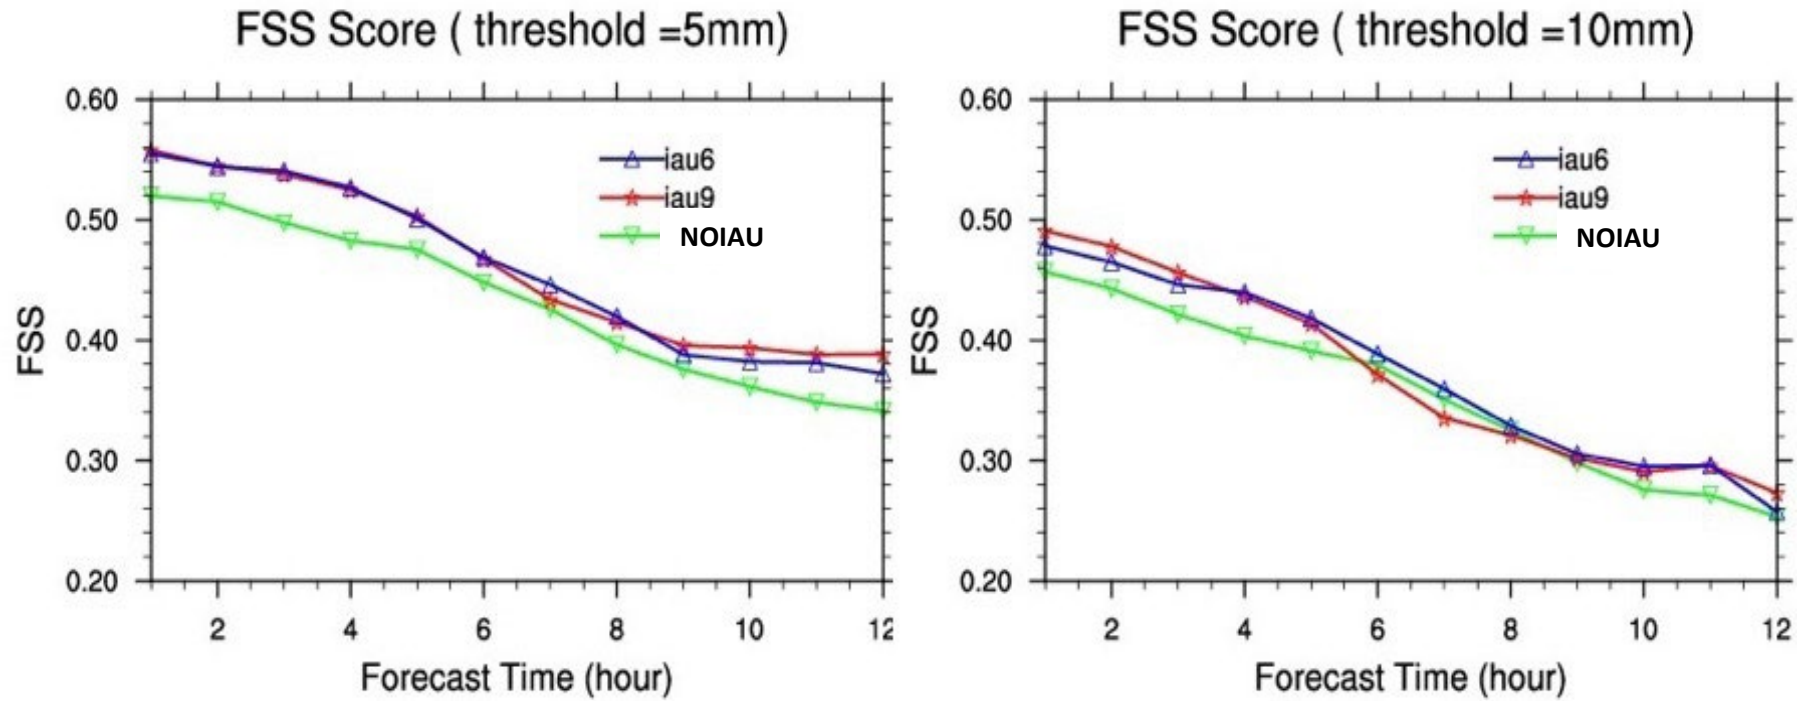 FSS Score ( threshold =5mm)
0.60
0.50
0.40
0.30
0.20
FSS
iau6
iau9
NOIAU
2 4 6 8 10 12
Forecast Time (hour)
FSS Score ( threshold =10mm)
0.60
0.50
0.40
0.30
0.20
FSS
iau6
iau9
NOIAU
2 4 6 8 10 12
Forecast Time (hour)